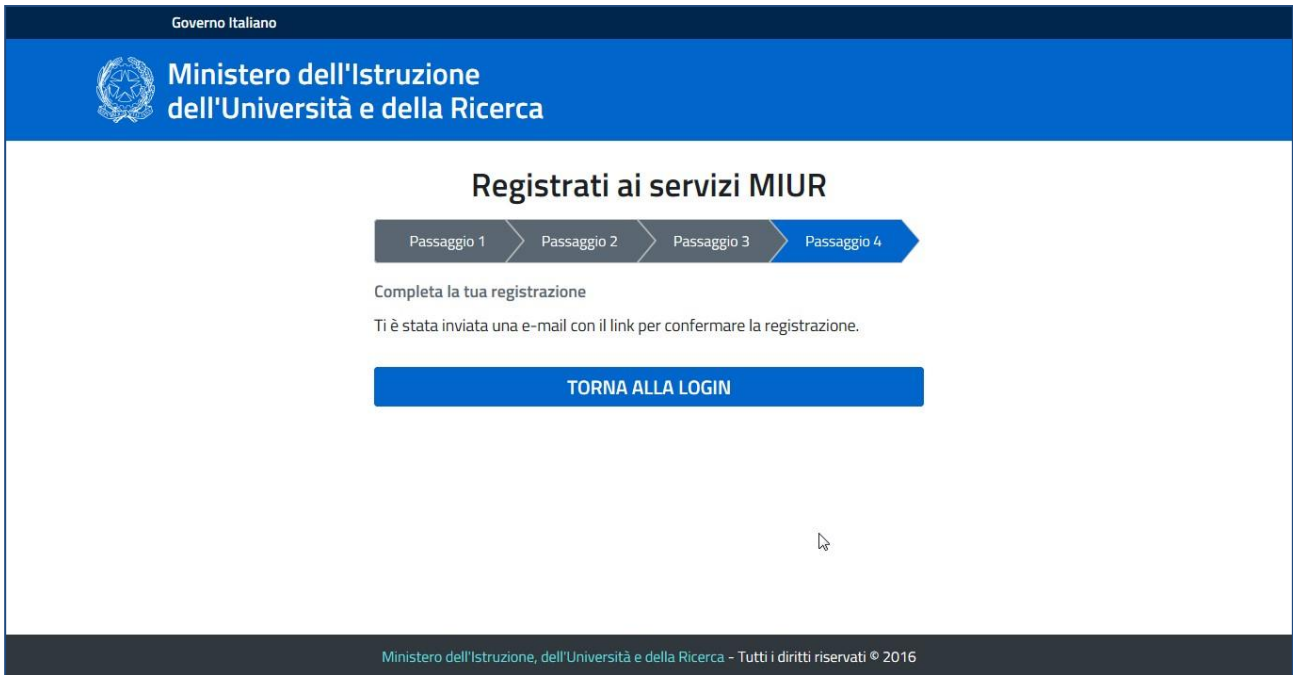 Governo Italiano
Ministero dell'Istruzione
dell'Università e della Ricerca
Registrati ai servizi MIUR
Passaggio 1 Passaggio 2 Passaggio 3 Passaggio 4
Completa la tua registrazione
Ti è stata inviata una e-mail con il link per confermare la registrazione.
TORNA ALLA LOGIN
Ministero dell'Istruzione, dell'Università e della Ricerca - Tutti i diritti riservati © 2016